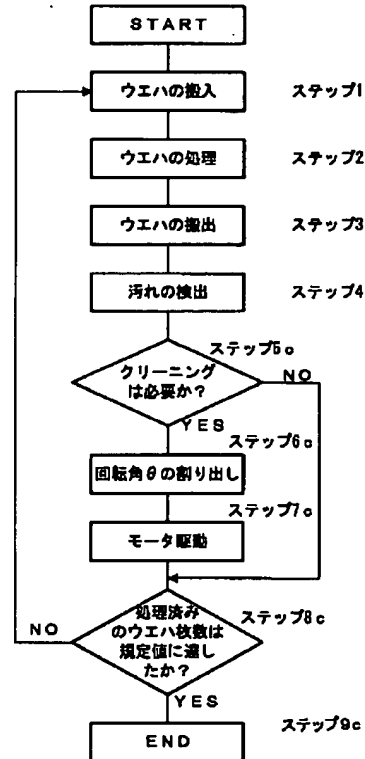 START
ウエハの搬入 ステップ1
ウエハの処理 ステップ2
ウエハの搬出 ステップ3
汚れの検出 ステップ4
ステップ5c
クリーニング
は必要か?
NO
YES
ステップ6c
回転角θの割り出し
ステップ7c
モータ駆動
処理済み
のウエハ枚数は
規定値に達し
たか?
ステップ8c
NO
YES
ステップ9c
END